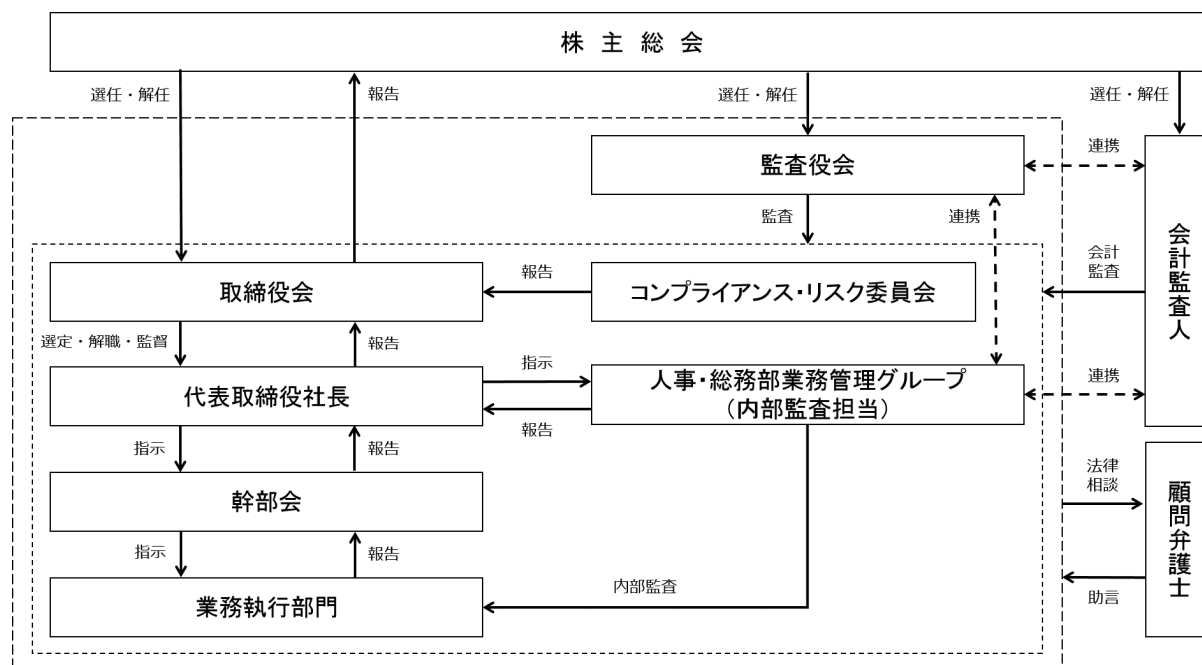 株 主 総 会
選任・解任
報告
選任・解任
選任・解任
監査役会
連携
監査
連携
会計監査人
会計
監査
取締役会
報告
コンプライアンス・リスク委員会
選定・解職・監督
報告
代表取締役社長
指示
報告
人事・総務部業務管理グループ
（内部監査担当）
連携
指示
報告
幹部会
法律
相談
顧問弁護士
指示
報告
業務執行部門
内部監査
助言